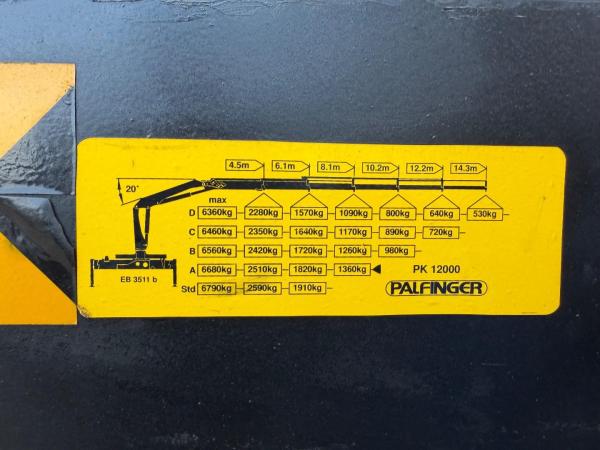 4.5m 6.1m 8.1m 10.2m 12.2m 14.3m
20°
max
D 6360kg 2280kg 1570kg 1090kg 800kg 640kg 530kg
C 6460kg 2350kg 1640kg 1170kg 890kg 720kg
B 6560kg 2420kg 1720kg 1260kg 980kg
A 6680kg 2510kg 1820kg 1360kg PK 12000
EB 3511 b
Std 6790kg 2590kg 1910kg PALFINGER